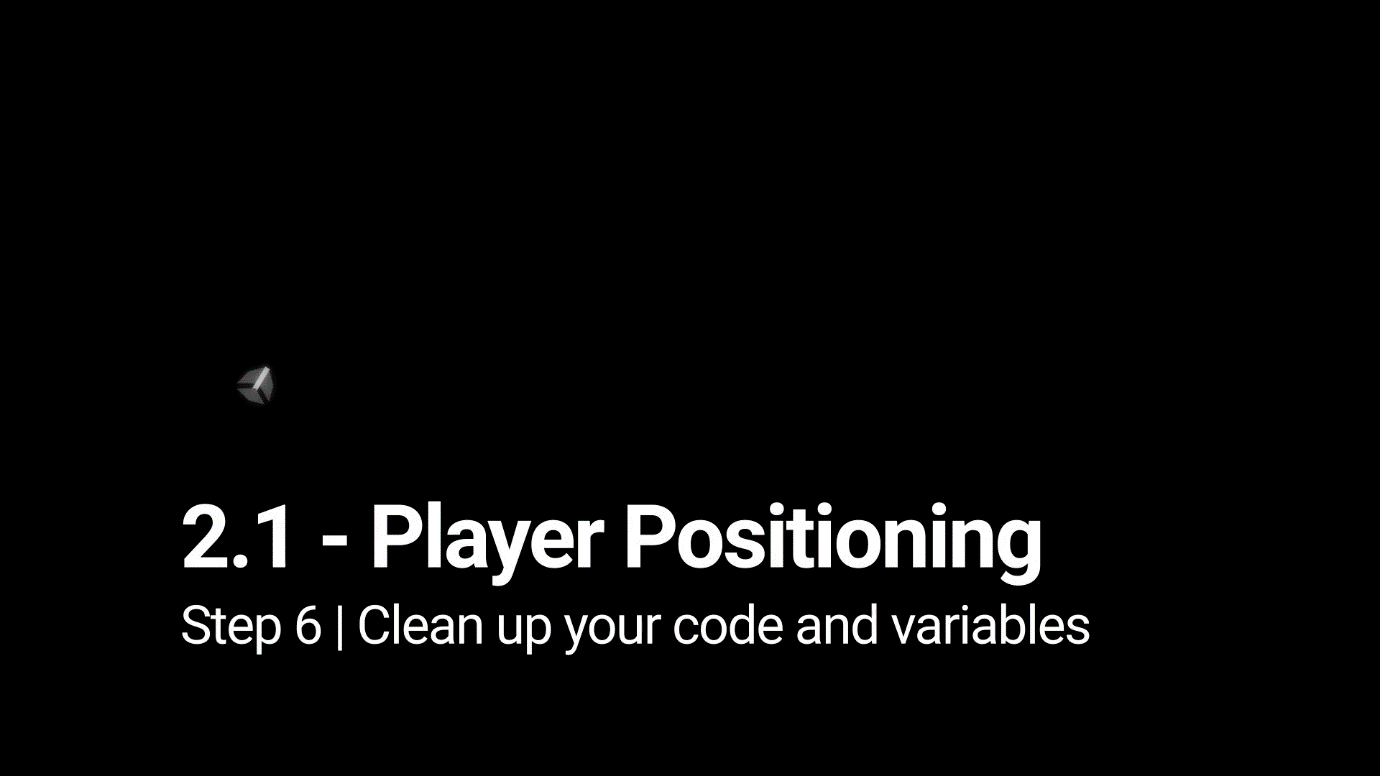 2.1 - Player Positioning
Step 6 | Clean up your code and variables